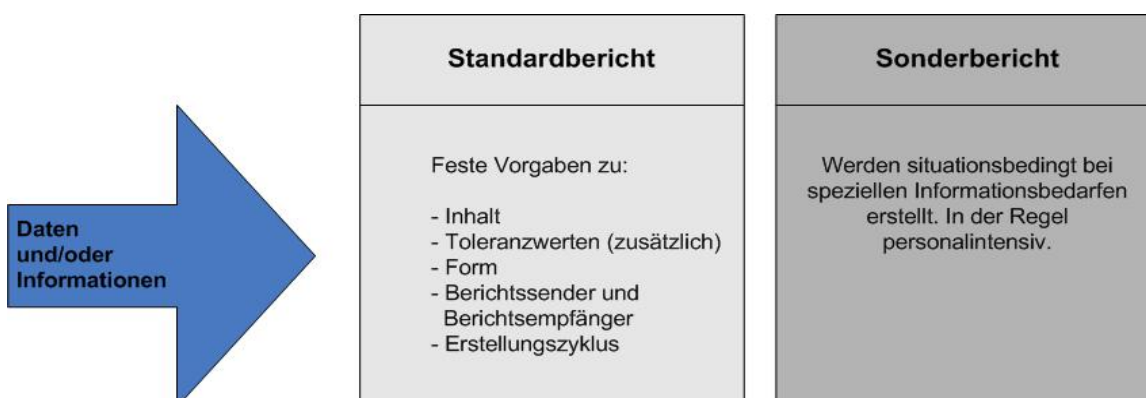 Daten
und/oder
Informationen
Standardbericht
Feste Vorgaben zu:
- Inhalt
- Toleranzwerten (zusätzlich)
- Form
- Berichtssender und
Berichtsempfänger
- Erstellungszyklus
Sonderbericht
Werden situationsbedingt bei
speziellen Informationsbedarfen
erstellt. In der Regel
personalintensiv.